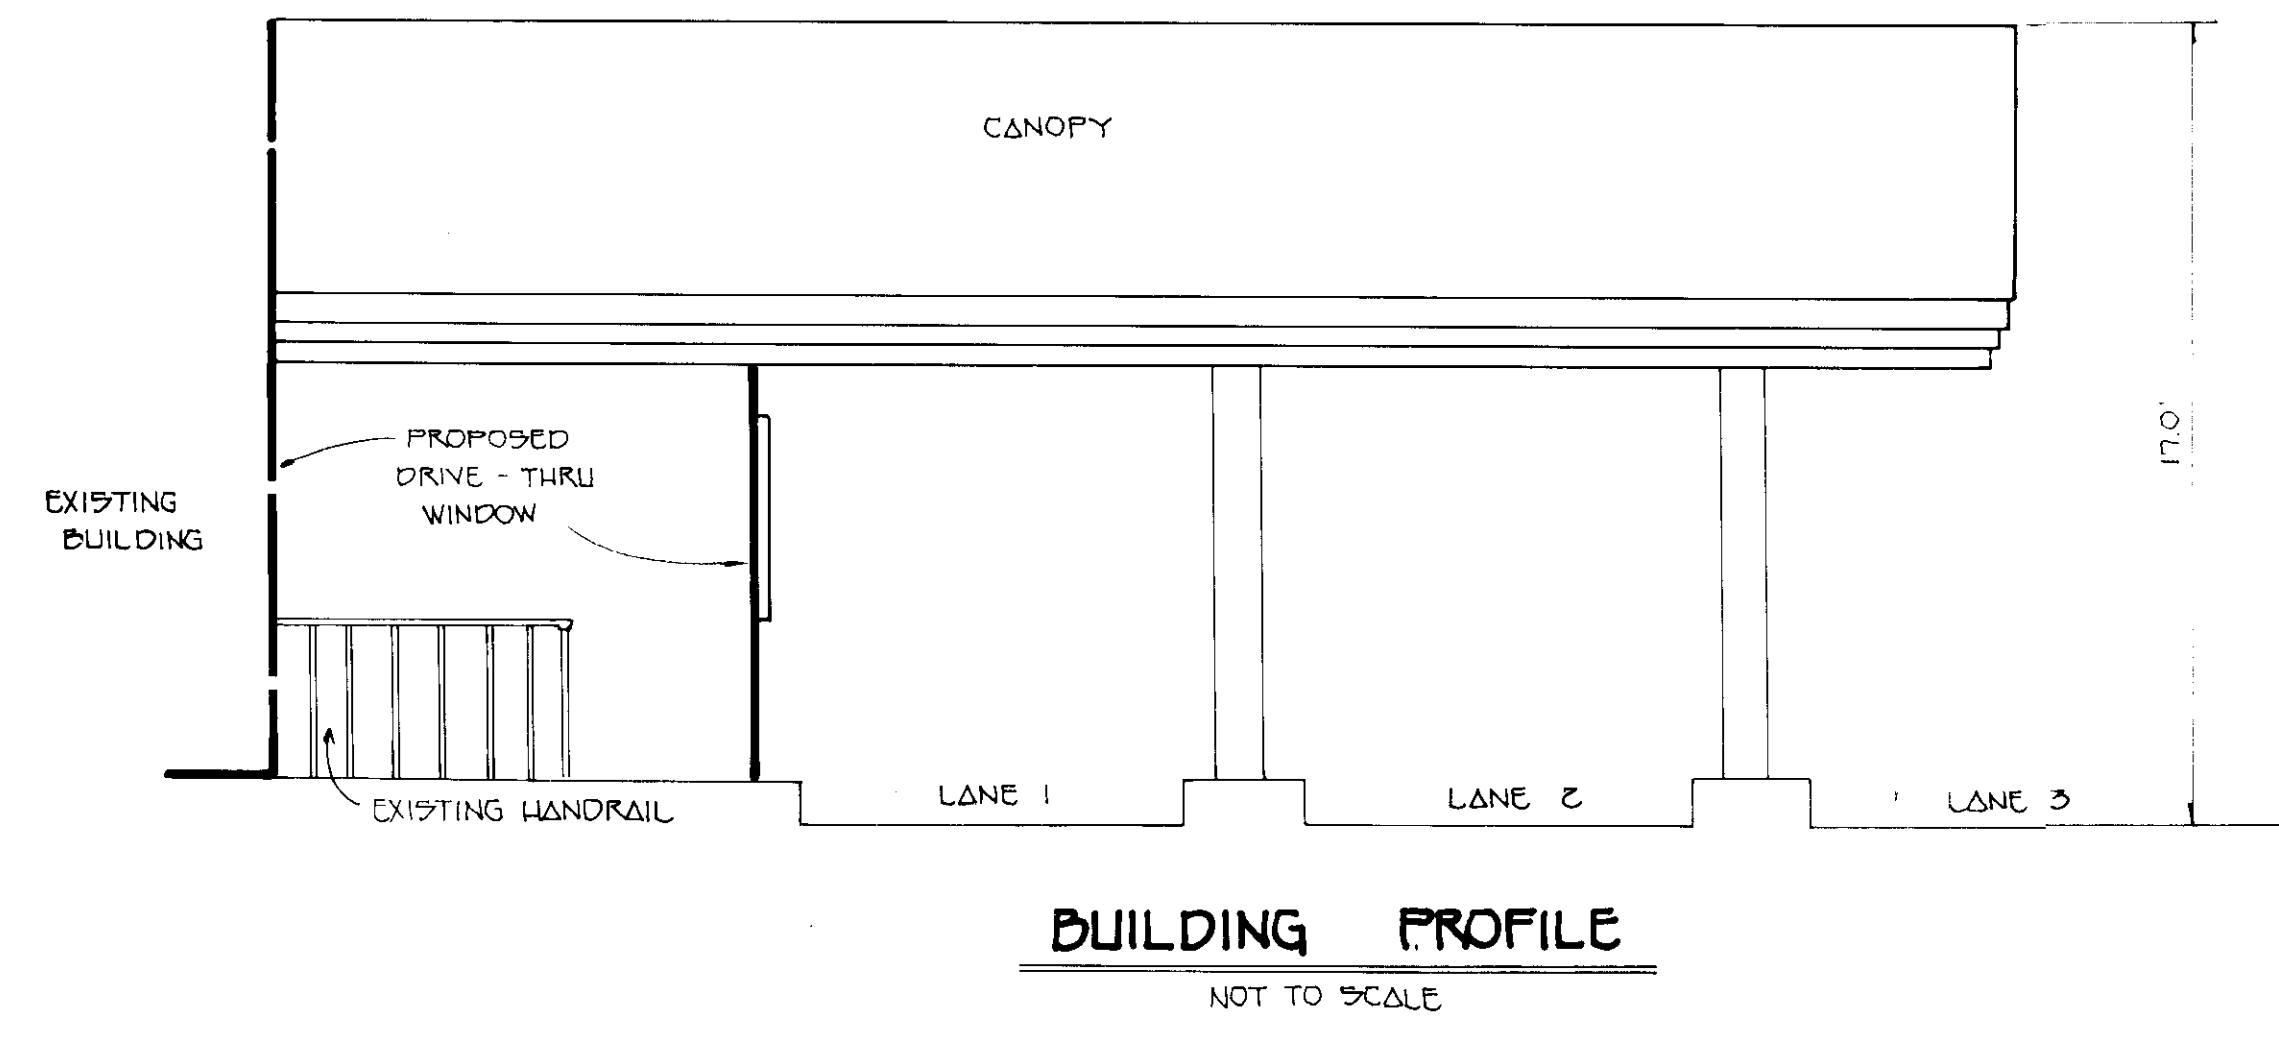 CANOPY
PROPOSED
DRIVE - THRU
WINDOW
EXISTING
BUILDING
17.0'
EXISTING HANDRAIL
LANE 1
LANE 2
LANE 3
BUILDING PROFILE
NOT TO SCALE